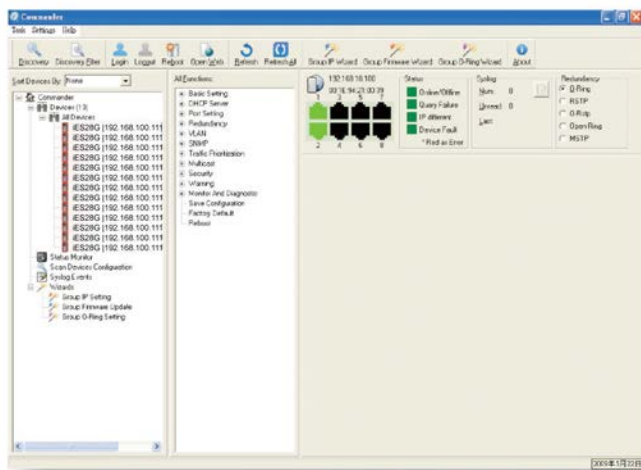 Commander
Tools Settings Help
Discovery Discovery Filter Login Logout Reboot Open Web Refresh Refresh All Group IP Wizard Group Firmware Wizard Group O-Ring Wizard About
Sort Devices By: None
Commander
Devices (13)
All Devices
iES28G [192.168.100.111
iES28G [192.168.100.111
iES28G [192.168.100.111
iES28G [192.168.100.111
iES28G [192.168.100.111
iES28G [192.168.100.111
iES28G [192.168.100.111
iES28G [192.168.100.111
iES28G [192.168.100.111
iES28G [192.168.100.111
iES28G [192.168.100.111
iES28G [192.168.100.111
iES28G [192.168.100.111
Status Monitor
Scan Devices Configuration
Syslog Events
Wizards
Group IP Setting
Group Firmware Update
Group O-Ring Setting
All Functions:
Basic Setting
DHCP Server
Port Setting
Redundancy
VLAN
SNMP
Traffic Prioritization
Multicast
Security
Warning
Monitor And Diagnostic
Save Configuration
Factory Default
Reboot
192.168.10.100
1 3 5 7
2 4 6 8
Status
Online/Offline
Query Failure
IP different
Device Fault
* Red as Error
Syslog
Num: 0
Unread: 0
Last:
Redundancy
O-Ring
RSTP
O-Rstp
Open Ring
MSTP